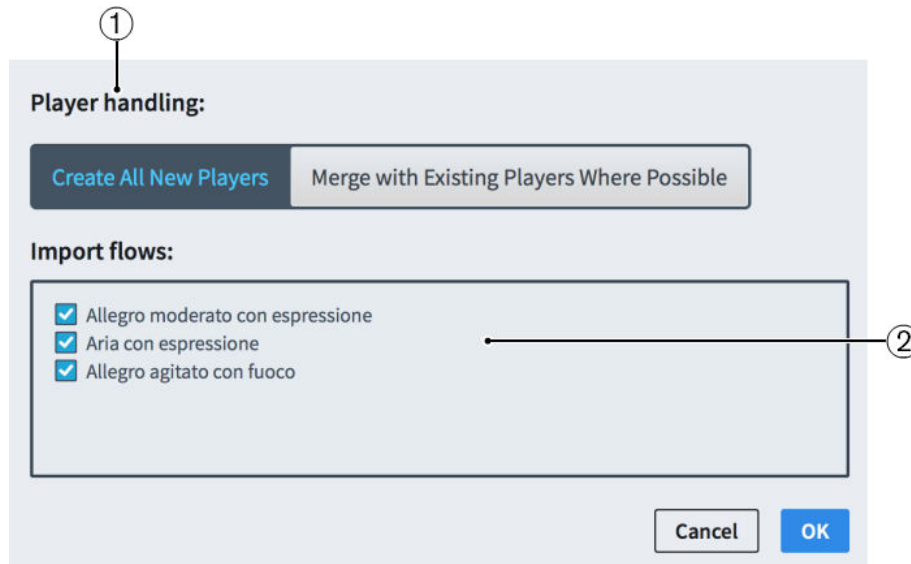 ①
Player handling:
Create All New Players Merge with Existing Players Where Possible
Import flows:
Allegro moderato con espressione
Aria con espressione
②
Allegro agitato con fuoco
Cancel OK